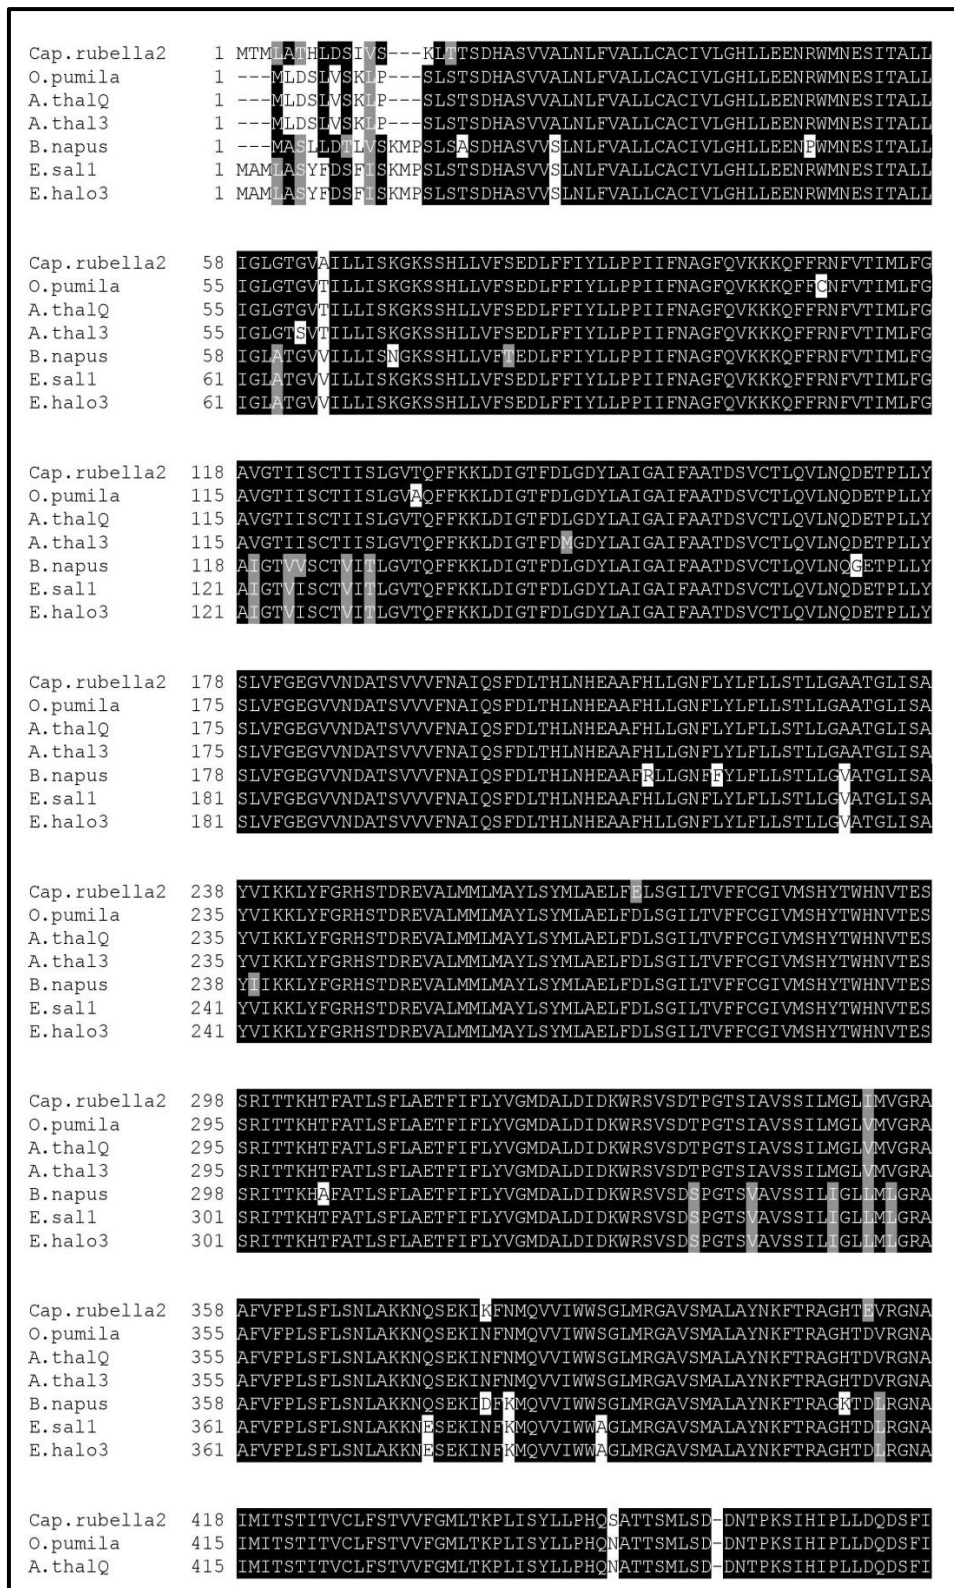 Cap.rubella2 1 MTMLATHLDSIVS---KLTTSDHASVVALNLFVALLCACIVLGHLLEENRWMNESITALL
O.pumila 1 ---MLDSLVSKLP---SLSTSDHASVVALNLFVALLCACIVLGHLLEENRWMNESITALL
A.thalQ 1 ---MLDSLVSKLP---SLSTSDHASVVALNLFVALLCACIVLGHLLEENRWMNESITALL
A.thal3 1 ---MLDSLVSKLP---SLSTSDHASVVALNLFVALLCACIVLGHLLEENRWMNESITALL
B.napus 1 ---MASLLDTLVSKMPSLSASDHASVVSLNLFVALLCACIVLGHLLEENPWMNESITALL
E.sal1 1 MAMLASYFDSFISKMPSLSTSDHASVVSLNLFVALLCACIVLGHLLEENRWMNESITALL
E.halo3 1 MAMLASYFDSFISKMPSLSTSDHASVVSLNLFVALLCACIVLGHLLEENRWMNESITALL
Cap.rubella2 58 IGLGTGVAILLISKGKSSHLLVFSEDLFFIYLLPPIIFNAGFQVKKKQFFRNFVTIMLFG
O.pumila 55 IGLGTGVTILLISKGKSSHLLVFSEDLFFIYLLPPIIFNAGFQVKKKQFFCNFVTIMLFG
A.thalQ 55 IGLGTGVTILLISKGKSSHLLVFSEDLFFIYLLPPIIFNAGFQVKKKQFFRNFVTIMLFG
A.thal3 55 IGLGTSVTILLISKGKSSHLLVFSEDLFFIYLLPPIIFNAGFQVKKKQFFRNFVTIMLFG
B.napus 58 IGLATGVVILLISNGKSSHLLVFTEDLFFIYLLPPIIFNAGFQVKKKQFFRNFVTIMLFG
E.sal1 61 IGLATGVVILLISKGKSSHLLVFSEDLFFIYLLPPIIFNAGFQVKKKQFFRNFVTIMLFG
E.halo3 61 IGLATGVVILLISKGKSSHLLVFSEDLFFIYLLPPIIFNAGFQVKKKQFFRNFVTIMLFG
Cap.rubella2 118 AVGTIISCTIISLGVTQFFKKLDIGTFDLGDYLAIGAIFAATDSVCTLQVLNQDETPLLY
O.pumila 115 AVGTIISCTIISLGVAQFFKKLDIGTFDLGDYLAIGAIFAATDSVCTLQVLNQDETPLLY
A.thalQ 115 AVGTIISCTIISLGVTQFFKKLDIGTFDLGDYLAIGAIFAATDSVCTLQVLNQDETPLLY
A.thal3 115 AVGTIISCTIISLGVTQFFKKLDIGTFDMGDYLAIGAIFAATDSVCTLQVLNQDETPLLY
B.napus 118 AIGTVVSCTVITLGVTQFFKKLDIGTFDLGDYLAIGAIFAATDSVCTLQVLNQGETPLLY
E.sal1 121 AIGTVISCTVITLGVTQFFKKLDIGTFDLGDYLAIGAIFAATDSVCTLQVLNQDETPLLY
E.halo3 121 AIGTVISCTVITLGVTQFFKKLDIGTFDLGDYLAIGAIFAATDSVCTLQVLNQDETPLLY
Cap.rubella2 178 SLVFGEGVVNDATSVVVFNAIQSFDLTHLNHEAAFHLLGNFLYLFLLSTLLGAATGLISA
O.pumila 175 SLVFGEGVVNDATSVVVFNAIQSFDLTHLNHEAAFHLLGNFLYLFLLSTLLGAATGLISA
A.thalQ 175 SLVFGEGVVNDATSVVVFNAIQSFDLTHLNHEAAFHLLGNFLYLFLLSTLLGAATGLISA
A.thal3 175 SLVFGEGVVNDATSVVVFNAIQSFDLTHLNHEAAFHLLGNFLYLFLLSTLLGAATGLISA
B.napus 178 SLVFGEGVVNDATSVVVFNAIQSFDLTHLNHEAAFRLLGNFFYLFLLSTLLGVATGLISA
E.sal1 181 SLVFGEGVVNDATSVVVFNAIQSFDLTHLNHEAAFHLLGNFLYLFLLSTLLGVATGLISA
E.halo3 181 SLVFGEGVVNDATSVVVFNAIQSFDLTHLNHEAAFHLLGNFLYLFLLSTLLGVATGLISA
Cap.rubella2 238 YVIKKLYFGRHSTDREVALMMLMAYLSYMLAELFELSGILTVFFCGIVMSHYTWHNVTES
O.pumila 235 YVIKKLYFGRHSTDREVALMMLMAYLSYMLAELFDLSGILTVFFCGIVMSHYTWHNVTES
A.thalQ 235 YVIKKLYFGRHSTDREVALMMLMAYLSYMLAELFDLSGILTVFFCGIVMSHYTWHNVTES
A.thal3 235 YVIKKLYFGRHSTDREVALMMLMAYLSYMLAELFDLSGILTVFFCGIVMSHYTWHNVTES
B.napus 238 YIIKKLYFGRHSTDREVALMMLMAYLSYMLAELFDLSGILTVFFCGIVMSHYTWHNVTES
E.sal1 241 YVIKKLYFGRHSTDREVALMMLMAYLSYMLAELFDLSGILTVFFCGIVMSHYTWHNVTES
E.halo3 241 YVIKKLYFGRHSTDREVALMMLMAYLSYMLAELFDLSGILTVFFCGIVMSHYTWHNVTES
Cap.rubella2 298 SRITTKHTFATLSFLAETFIFLYVGMDALDIDKWRSVSDTPGTSIAVSSILMGLIMVGRA
O.pumila 295 SRITTKHTFATLSFLAETFIFLYVGMDALDIDKWRSVSDTPGTSIAVSSILMGLVMVGRA
A.thalQ 295 SRITTKHTFATLSFLAETFIFLYVGMDALDIDKWRSVSDTPGTSIAVSSILMGLVMVGRA
A.thal3 295 SRITTKHTFATLSFLAETFIFLYVGMDALDIDKWRSVSDTPGTSIAVSSILMGLVMVGRA
B.napus 298 SRITTKHAFATLSFLAETFIFLYVGMDALDIDKWRSVSDSPGTSVAVSSILIGLLMLGRA
E.sal1 301 SRITTKHTFATLSFLAETFIFLYVGMDALDIDKWRSVSDSPGTSVAVSSILIGLLMLGRA
E.halo3 301 SRITTKHTFATLSFLAETFIFLYVGMDALDIDKWRSVSDSPGTSVAVSSILIGLLMLGRA
Cap.rubella2 358 AFVFPLSFLSNLAKKNQSEKIKFNMQVVIWWSGLMRGAVSMALAYNKFTRAGHTEVRGNA
O.pumila 355 AFVFPLSFLSNLAKKNQSEKINFNMQVVIWWSGLMRGAVSMALAYNKFTRAGHTDVRGNA
A.thalQ 355 AFVFPLSFLSNLAKKNQSEKINFNMQVVIWWSGLMRGAVSMALAYNKFTRAGHTDVRGNA
A.thal3 355 AFVFPLSFLSNLAKKNQSEKINFNMQVVIWWSGLMRGAVSMALAYNKFTRAGHTDVRGNA
B.napus 358 AFVFPLSFLSNLAKKNQSEKIDFKMQVVIWWSGLMRGAVSMALAYNKFTRAGKTDLRGNA
E.sal1 361 AFVFPLSFLSNLAKKNESEKINFKMQVVIWWAGLMRGAVSMALAYNKFTRAGHTDLRGNA
E.halo3 361 AFVFPLSFLSNLAKKNESEKINFKMQVVIWWAGLMRGAVSMALAYNKFTRAGHTDLRGNA
Cap.rubella2 418 IMITSTITVCLFSTVVFGMLTKPLISYLLPHQSATTSMLSD-DNTPKSIHIPLLDQDSFI
O.pumila 415 IMITSTITVCLFSTVVFGMLTKPLISYLLPHQNATTSMLSD-DNTPKSIHIPLLDQDSFI
A.thalQ 415 IMITSTITVCLFSTVVFGMLTKPLISYLLPHQNATTSMLSD-DNTPKSIHIPLLDQDSFI